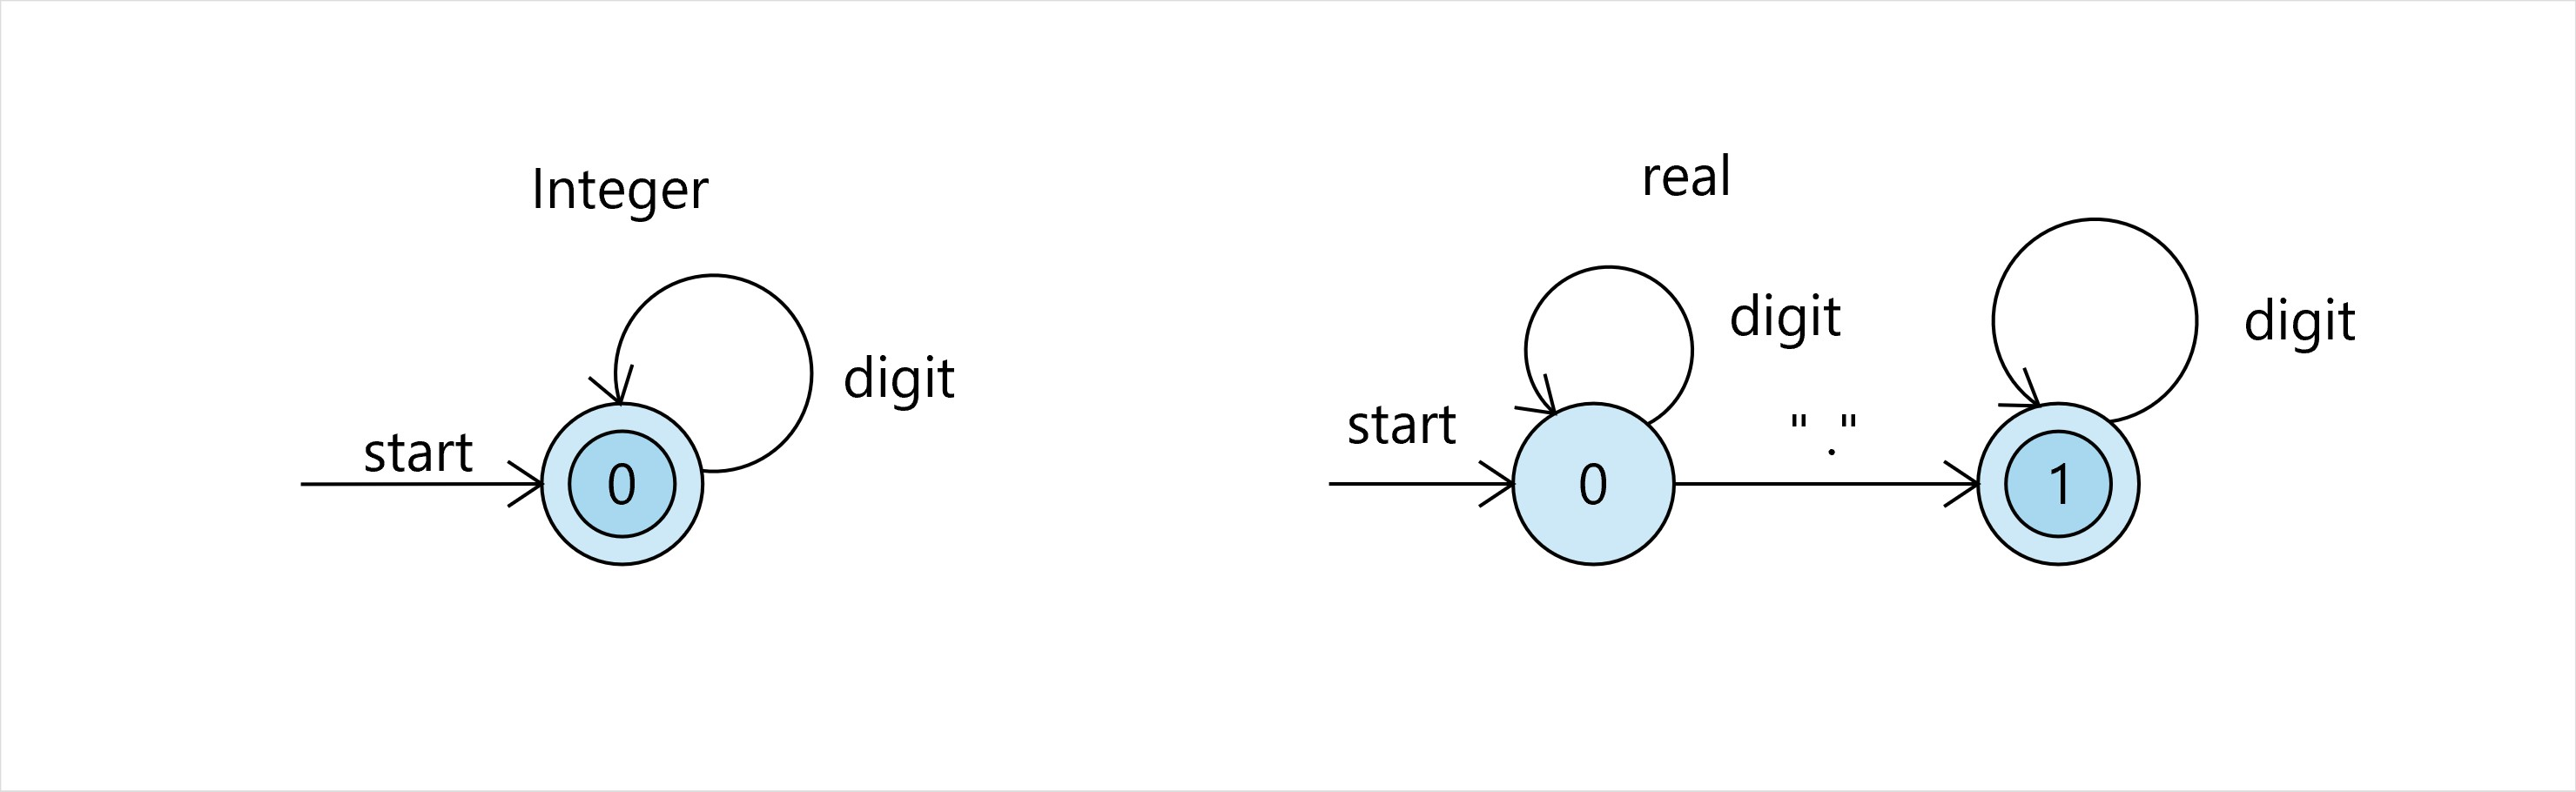 Integer
digit
start
0
real
digit
digit
start
"."
0
1